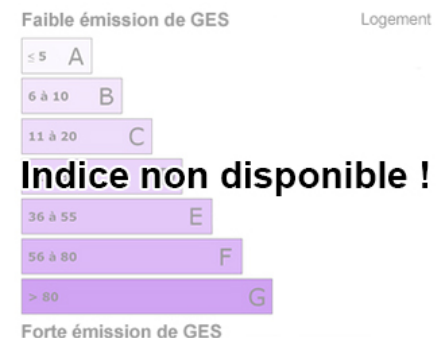 Faible émission de GES Logement
≤ 5 A
6 à 10 B
11 à 20 C
Indice non disponible !
36 à 55 E
56 à 80 F
> 80 G
Forte émission de GES